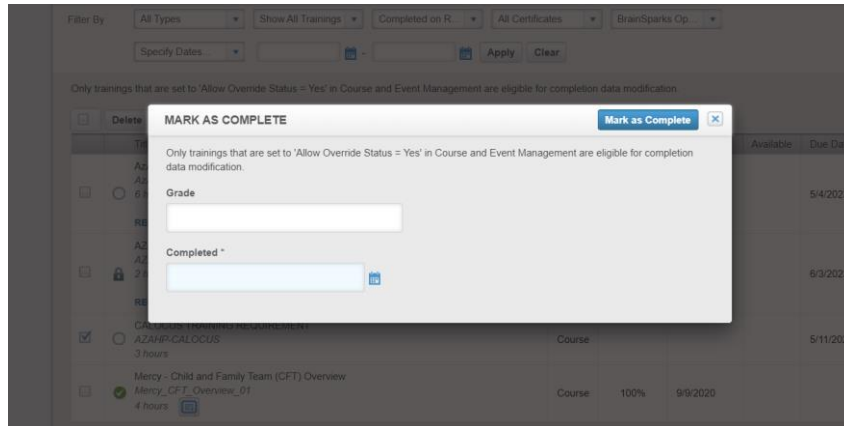 Filter By All Types Show All Trainings Completed on R... All Certificates BrainSparks Op...
Specify Dates... - Apply Clear
Only trainings that are set to 'Allow Override Status = Yes' in Course and Event Management are eligible for completion data modification.
Delete
MARK AS COMPLETE Mark as Complete
Available Due Da
Only trainings that are set to 'Allow Override Status = Yes' in Course and Event Management are eligible for completion
data modification.
Grade
5/4/202
Completed *
6/3/202
CALOCUS TRAINING REQUIREMENT
AZAHP-CALOCUS Course 5/11/20
3 hours
Mercy - Child and Family Team (CFT) Overview
Mercy_CFT_Overview_01 Course 100% 9/9/2020
4 hours